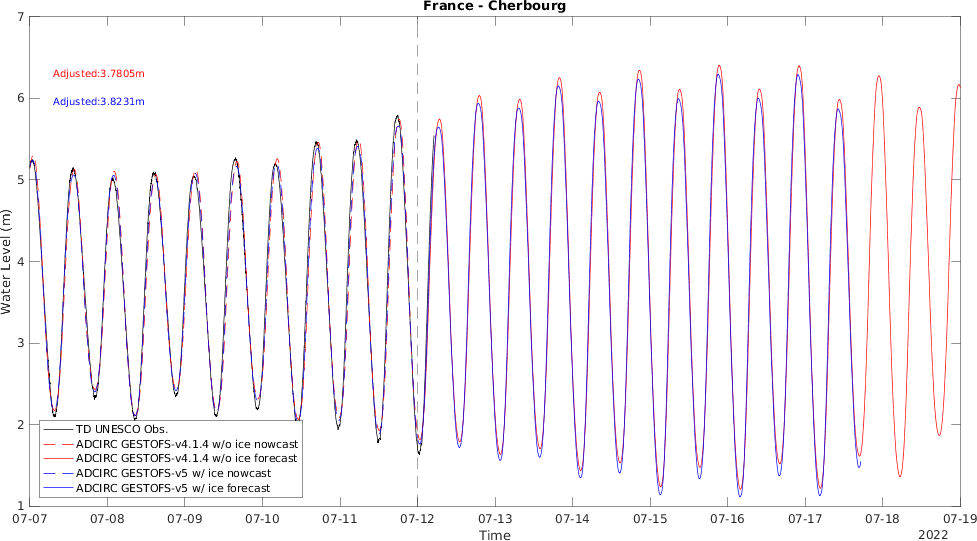 France - Cherbourg
7
Adjusted:3.7805m
6
Adjusted:3.8231m
5
4
Water Level (m)
3
2
TD UNESCO Obs.
ADCIRC GESTOFS-v4.1.4 w/o ice nowcast
ADCIRC GESTOFS-v4.1.4 w/o ice forecast
ADCIRC GESTOFS-v5 w/ ice nowcast
ADCIRC GESTOFS-v5 w/ ice forecast
1
07-07 07-08 07-09 07-10 07-11 07-12 07-13 07-14 07-15 07-16 07-17 07-18 07-19
Time
2022